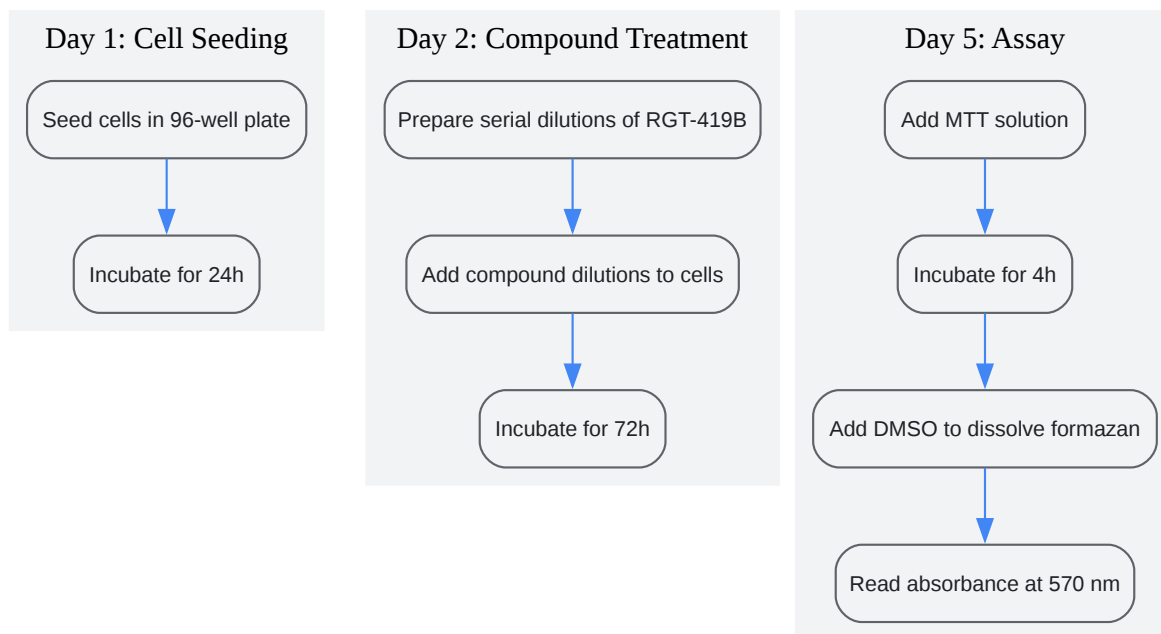 Day 1: Cell Seeding
Seed cells in 96-well plate
Incubate for 24h
Day 2: Compound Treatment
Prepare serial dilutions of RGT-419B
Add compound dilutions to cells
Incubate for 72h
Day 5: Assay
Add MTT solution
Incubate for 4h
Add DMSO to dissolve formazan
Read absorbance at 570 nm